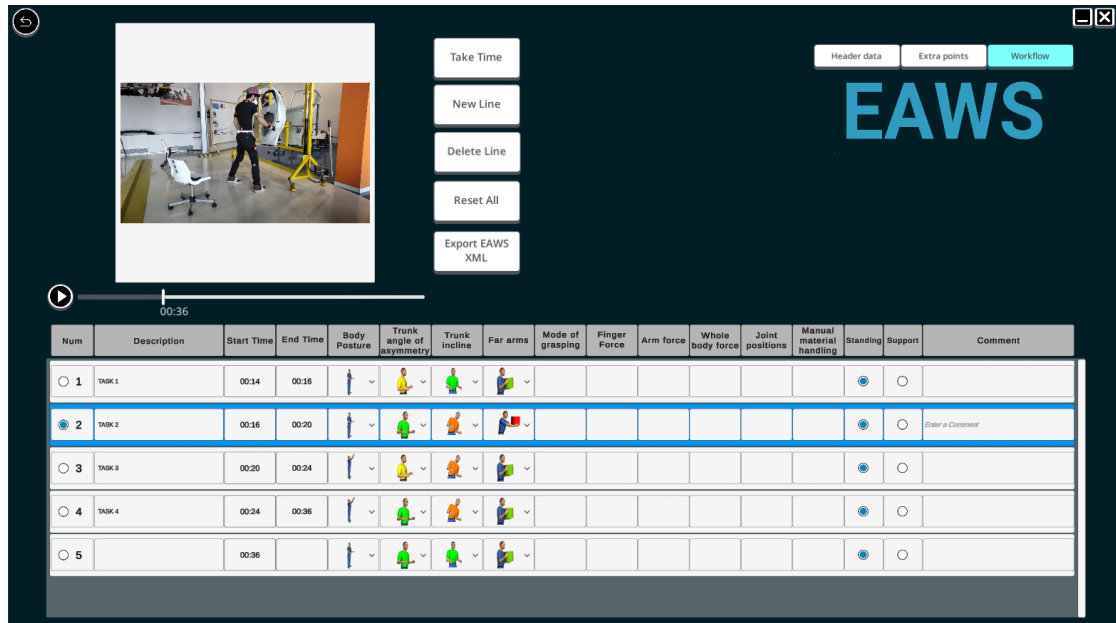 Take Time
New Line
Delete Line
Reset All
Export EAWS
XML
Header data Extra points Workflow
EAWS
00:36
Num Description Start Time End Time Body Posture Trunk angle of asymmetry Trunk incline Far arms Mode of grasping Finger Force Arm force Whole body force Joint positions Manual material handling Standing Support Comment
1 TASK 1 00:14 00:16
2 TASK 2 00:16 00:20 Enter a Comment
3 TASK 3 00:20 00:24
4 TASK 4 00:24 00:36
5 00:36